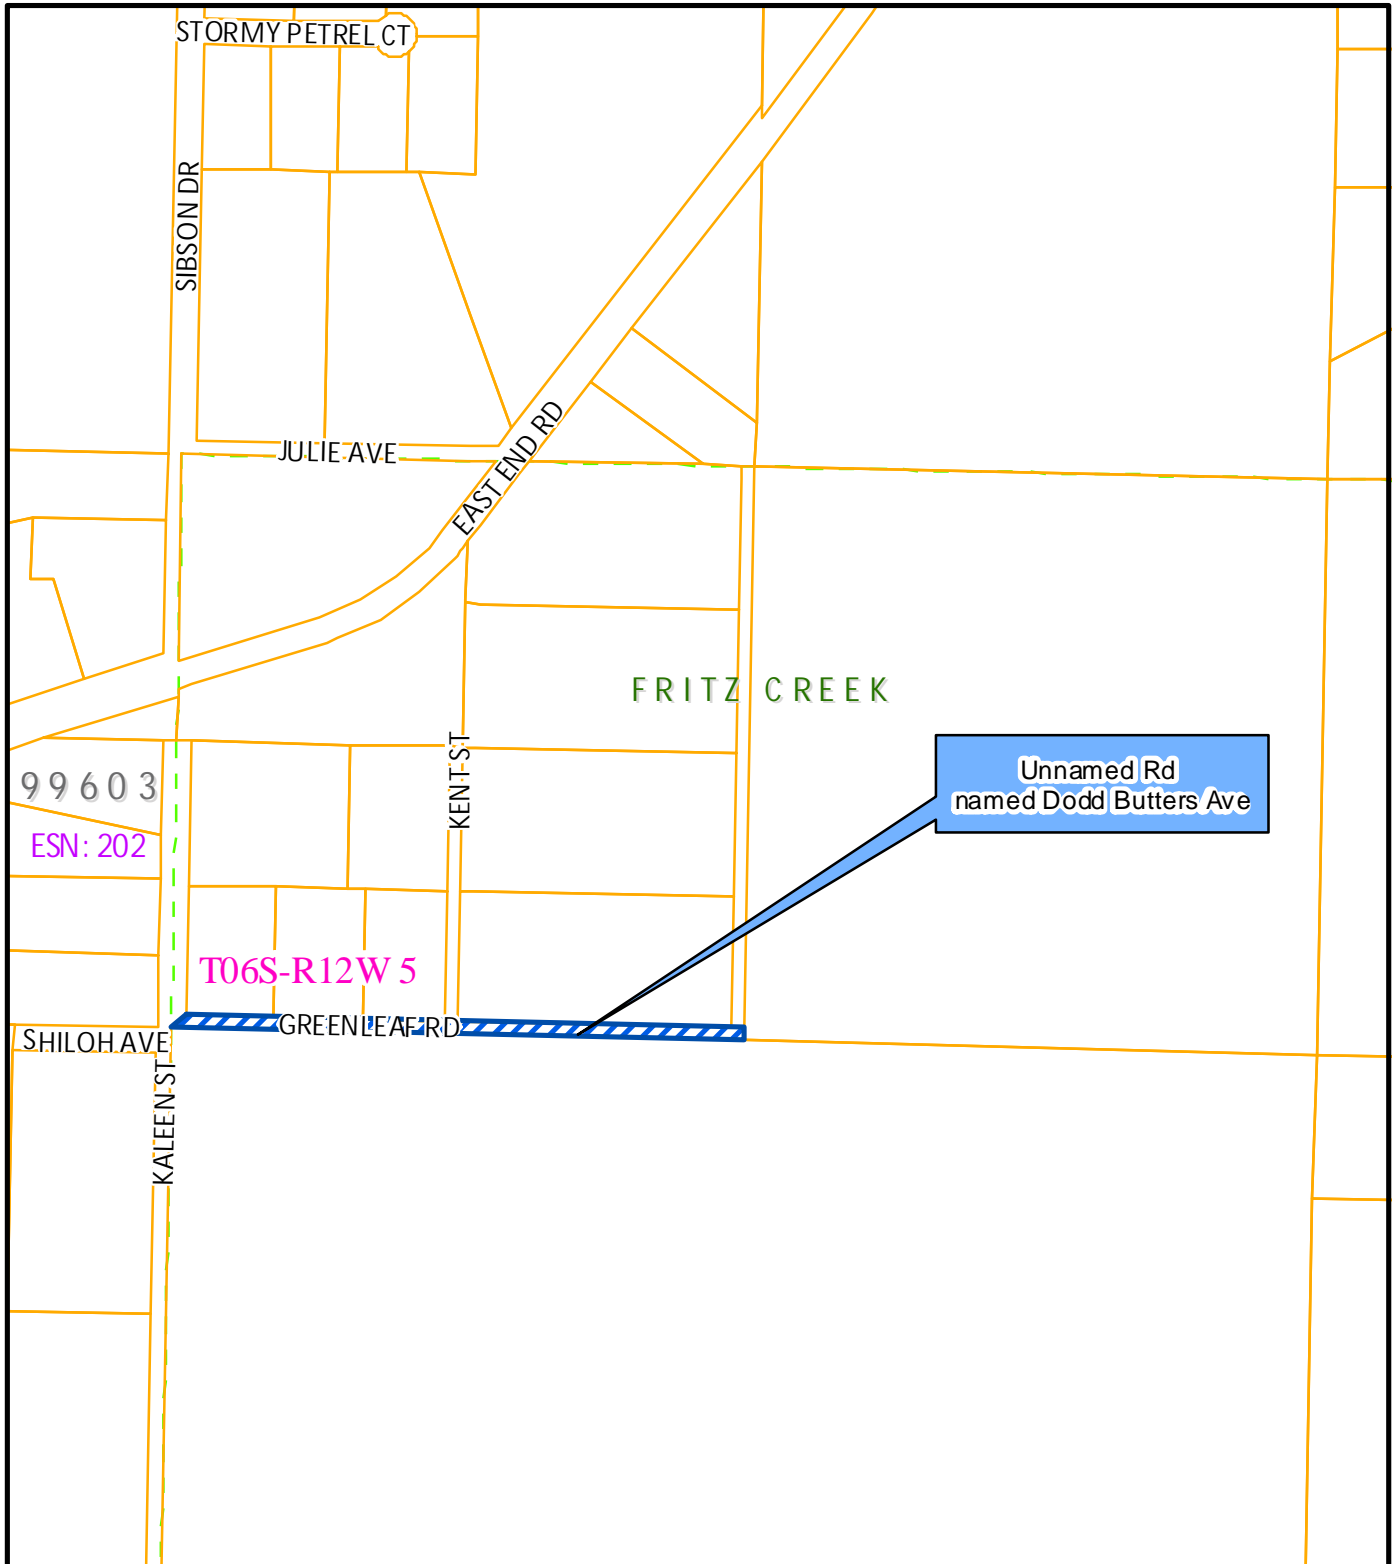 STORMY PETREL CT
SIBSON DR
JULIE AVE
EAST END RD
FRITZ CREEK
KENT ST
Unnamed Rd
named Dodd Butters Ave
99603
ESN: 202
T06S-R12W 5
GREENLEAF RD
SHILOH AVE
KALEEN ST